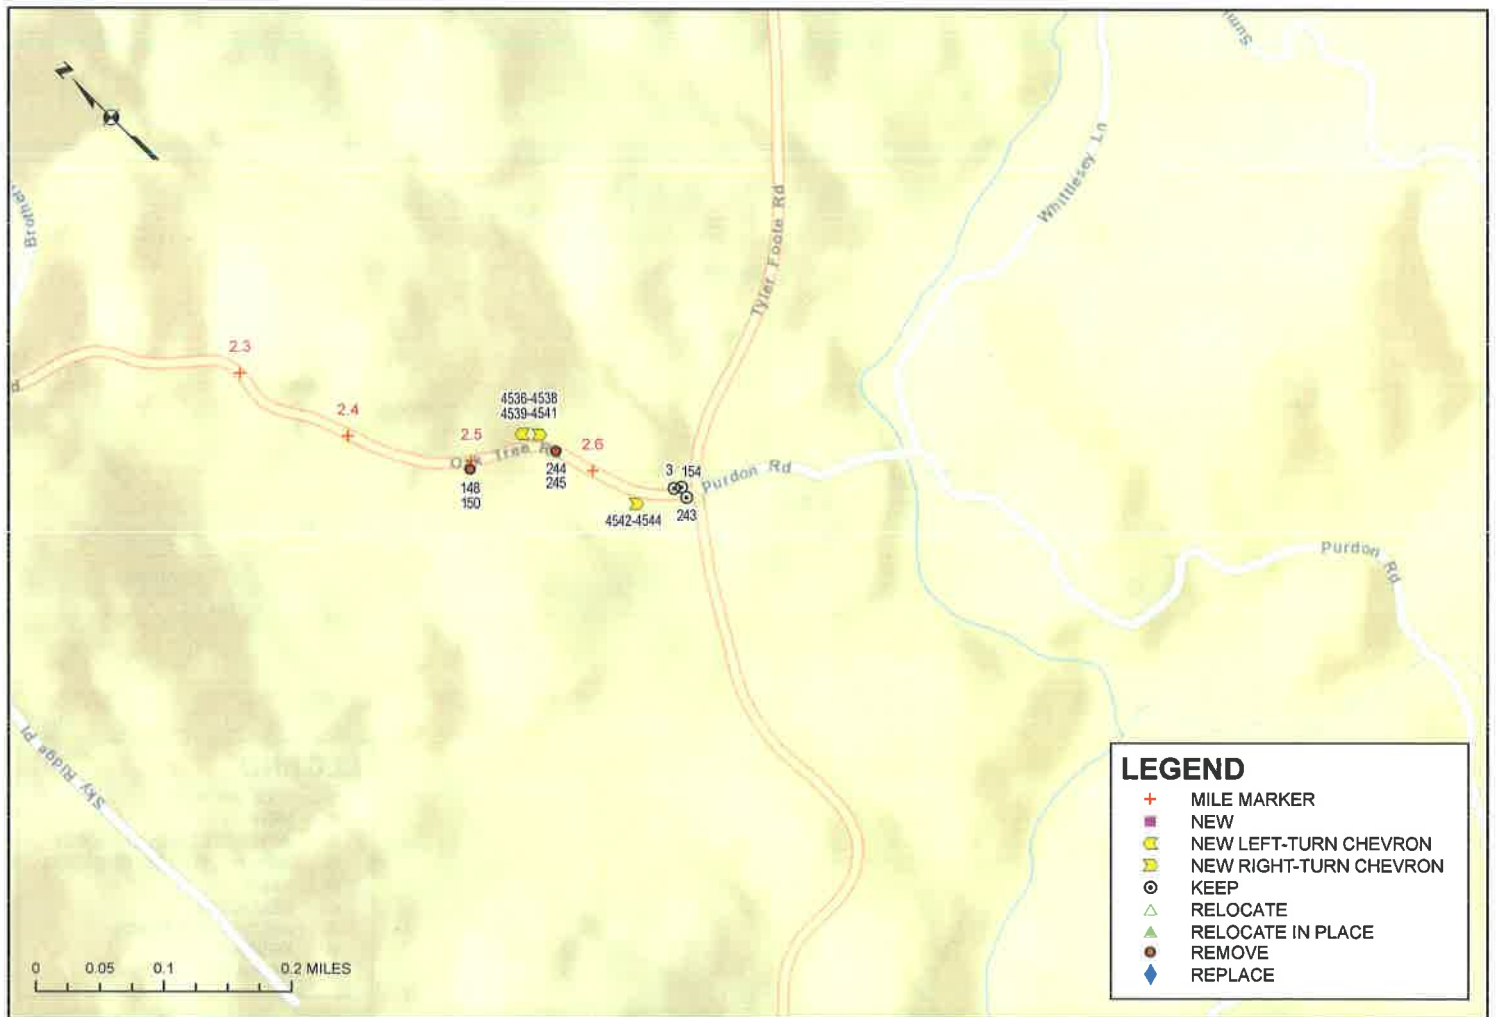 N
Sumi
Whittlesey Ln
Brother
Tyler Foote Rd
2.3
d
2.4
4536-4538
4539-4541
2.5
Oak Tree R
2.6
244
245
148
150
3 154
243
Purdon Rd
4542-4544
Purdon Rd
Sky Ridge Pl
0 0.05 0.1 0.2 MILES
LEGEND
MILE MARKER
NEW
NEW LEFT-TURN CHEVRON
NEW RIGHT-TURN CHEVRON
KEEP
RELOCATE
RELOCATE IN PLACE
REMOVE
REPLACE